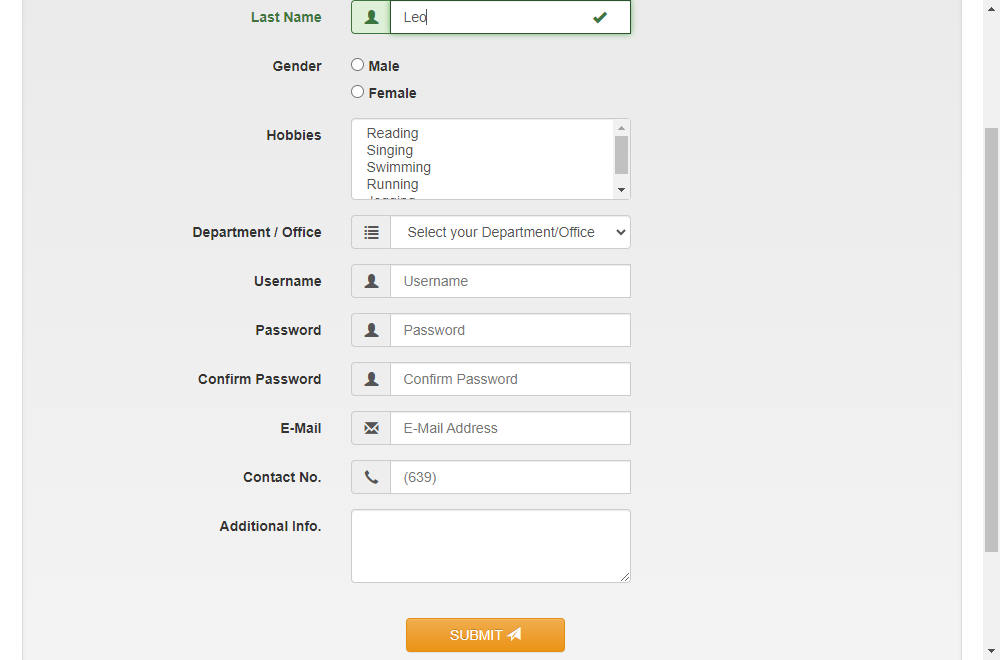 Last Name Leo
Gender Male
Female
Hobbies Reading
Singing
Swimming
Running
Jogging
Department / Office Select your Department/Office
Username Username
Password Password
Confirm Password Confirm Password
E-Mail E-Mail Address
Contact No. (639)
Additional Info.
SUBMIT